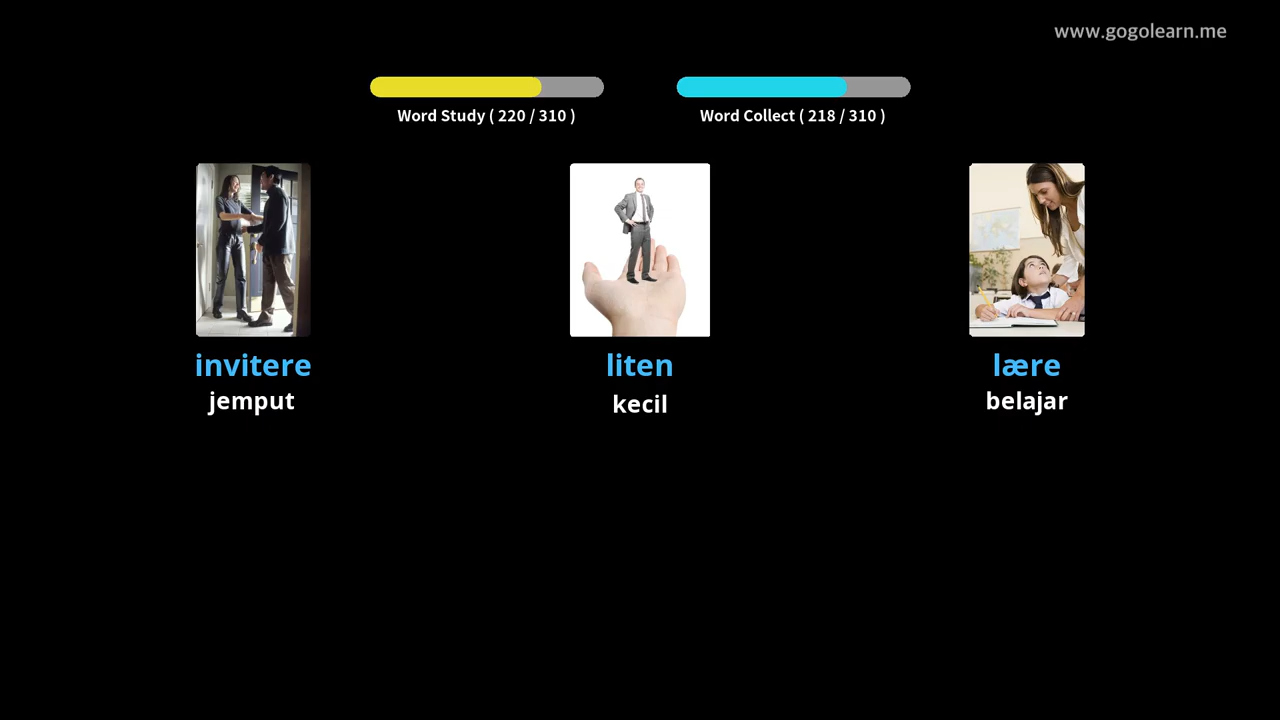 www.gogolearn.me
Word Study ( 220 / 310 )
Word Collect ( 218 / 310 )
invitere
jemput
liten
kecil
lære
belajar